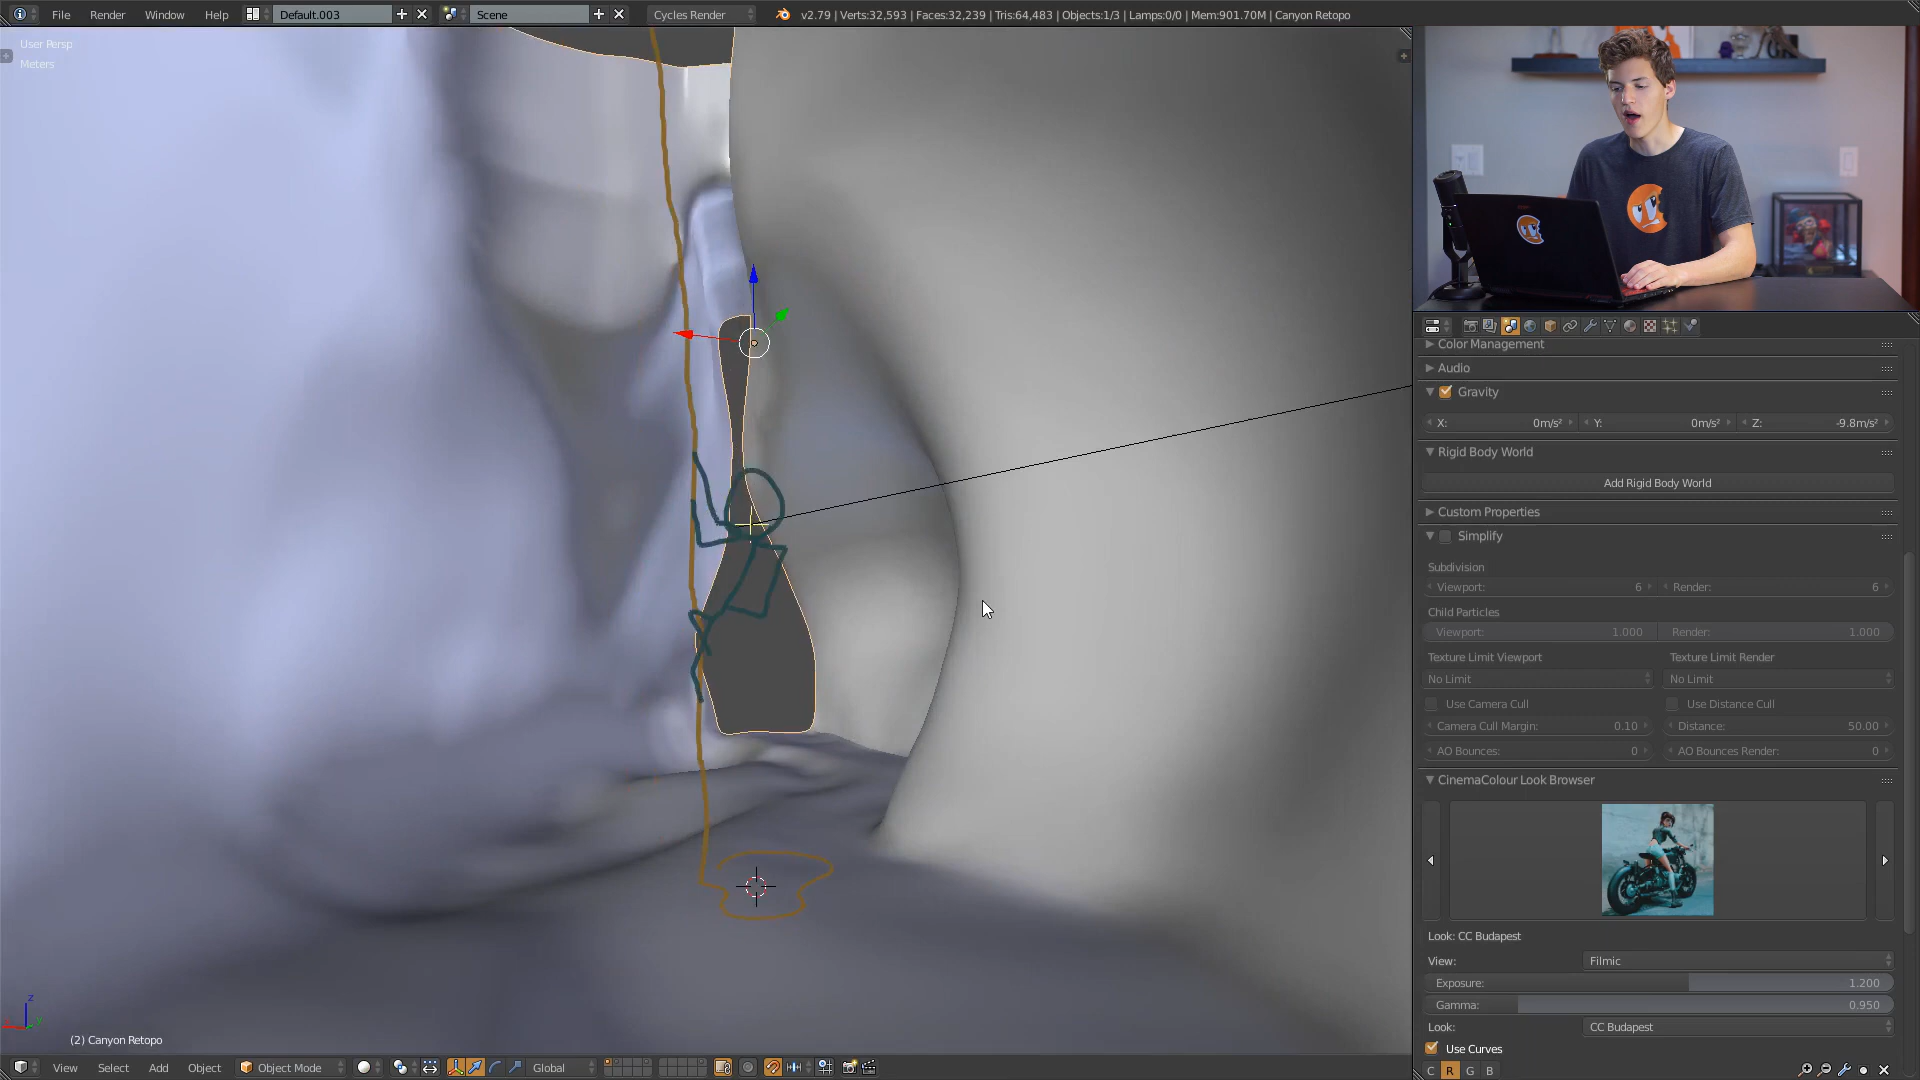 File Render Window Help Default.003 Scene Cycles Render v2.79 | Verts:32,593 | Faces:32,239 | Tris:64,483 | Objects:1/3 | Lamps:0/0 | Mem:901.70M | Canyon Retopo
User Persp
Meters
Color Management
Audio
Gravity
X: 0m/s² Y: 0m/s² Z: -9.8m/s²
Rigid Body World
Add Rigid Body World
Custom Properties
Simplify
Subdivision
Viewport: 6 Render: 6
Child Particles
Viewport: 1.000 Render: 1.000
Texture Limit Viewport Texture Limit Render
No Limit No Limit
Use Camera Cull Use Distance Cull
Camera Cull Margin: 0.10 Distance: 50.00
AO Bounces: 0 AO Bounces Render: 0
CinemaColour Look Browser
Look: CC Budapest
View: Filmic
Exposure: 1.200
Gamma: 0.950
Look: CC Budapest
Use Curves
C R G B
z
(2) Canyon Retopo
View Select Add Object Object Mode Global